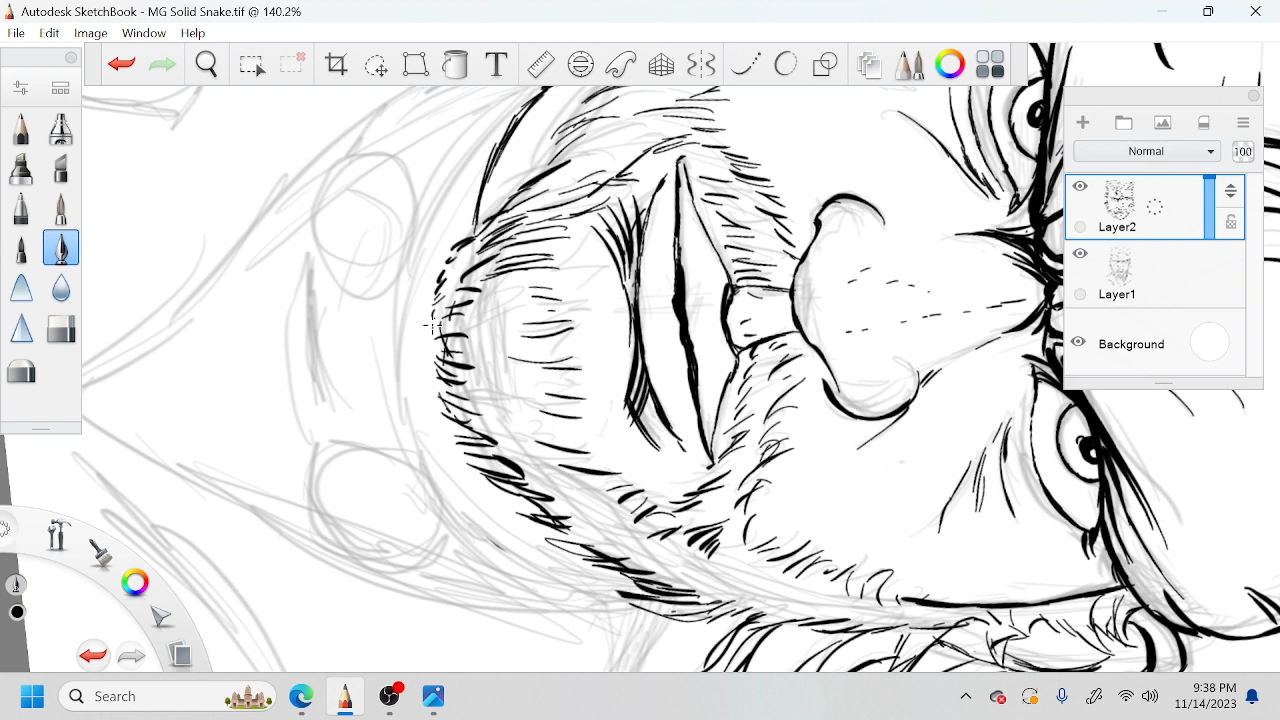 Autodesk SketchBook - MG Solid Snake.tif @ 140.2%
File Edit Image Window Help
Normal 100
Layer2
Layer1
Background
Search
9:38 PM
11/14/2023